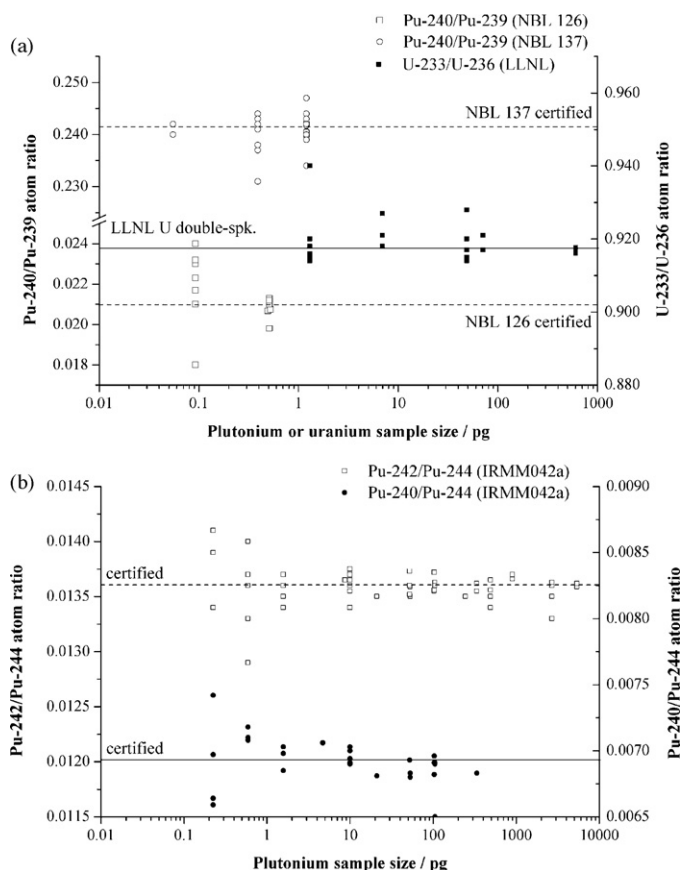 (a)
Pu-240/Pu-239 (NBL 126)
Pu-240/Pu-239 (NBL 137)
U-233/U-236 (LLNL)
0.250
0.240
0.230
0.024
0.022
0.020
0.018
Pu-240/Pu-239 atom ratio
NBL 137 certified
LLNL U double-spk.
NBL 126 certified
0.960
0.940
0.920
0.900
0.880
U-233/U-236 atom ratio
0.01 0.1 1 10 100 1000
Plutonium or uranium sample size / pg
(b)
Pu-242/Pu-244 (IRMM042a)
Pu-240/Pu-244 (IRMM042a)
0.0145
0.0140
0.0135
0.0130
0.0125
0.0120
0.0115
Pu-242/Pu-244 atom ratio
certified
certified
0.0090
0.0085
0.0080
0.0075
0.0070
0.0065
Pu-240/Pu-244 atom ratio
0.01 0.1 1 10 100 1000 10000
Plutonium sample size / pg